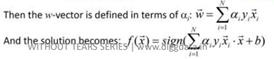 Then the w-vector is defined in terms of αᵢ: w⃗ = Σᵢ₌₁ᴺ αᵢyᵢx⃗ᵢ
And the solution becomes: f(x⃗) = sign(Σᵢ₌₁ᴺ αᵢyᵢx⃗ᵢ · x⃗ + b)
WITHOUT TEARS SERIES | WWW.